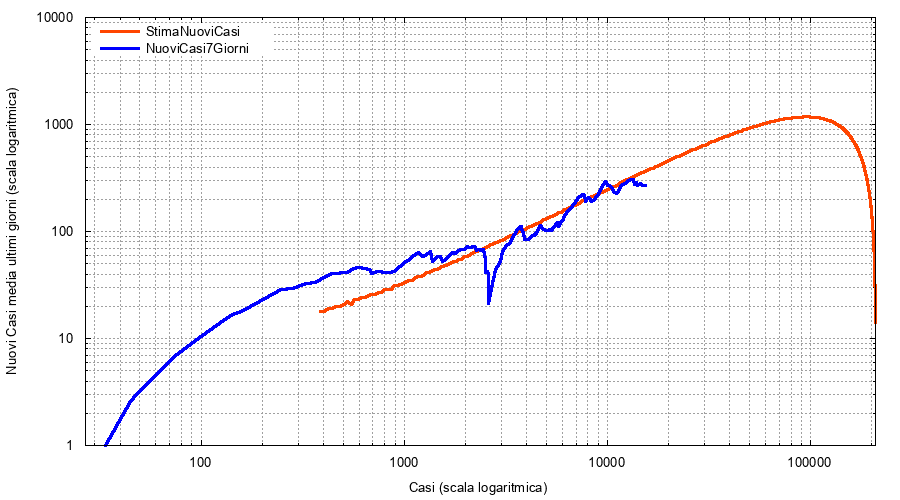 10000
1000
100
10
1
StimaNuoviCasi
NuoviCasi7Giorni
Nuovi Casi media ultimi giorni (scala logaritmica)
100
1000
10000
100000
Casi (scala logaritmica)